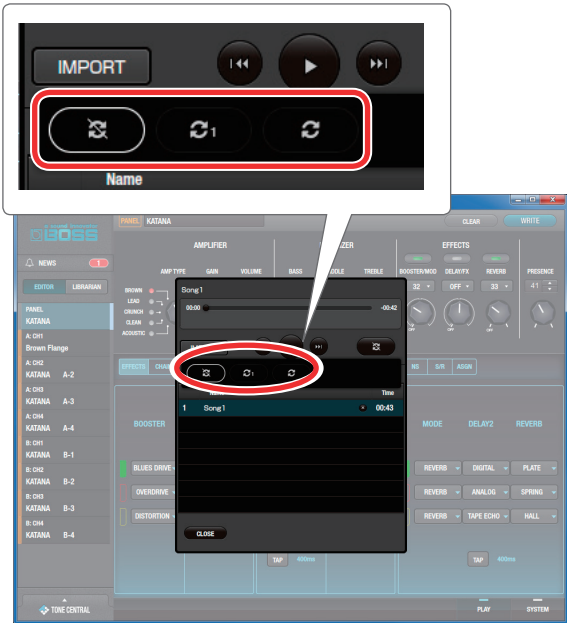 IMPORT
1
Name
BOSS
PANEL KATANA
CLEAR WRITE
NEWS 1
EDITOR LIBRARIAN
AMPLIFIER
EFFECTS
AMP TYPE GAIN VOLUME BASS TREBLE BOOSTER/MOD DELAY/FX REVERB PRESENCE
BROWN
LEAD
CRUNCH
CLEAN
ACOUSTIC
32 OFF 33 41
OFF OFF OFF
Song1
00:00 -00:42
1
Time
1 Song1 × 00:43
CLOSE
PANEL
KATANA
A: CH1
Brown Flange
A: CH2
KATANA A-2
A: CH3
KATANA A-3
A: CH4
KATANA A-4
B: CH1
KATANA B-1
B: CH2
KATANA B-2
B: CH3
KATANA B-3
B: CH4
KATANA B-4
EFFECTS
NS S/R ASGN
BOOSTER MODE DELAY2 REVERB
BLUES DRIVE REVERB DIGITAL PLATE
OVERDRIVE REVERB ANALOG SPRING
DISTORTION REVERB TAPE ECHO HALL
TAP 400ms TAP 400ms
TONE CENTRAL PLAY SYSTEM